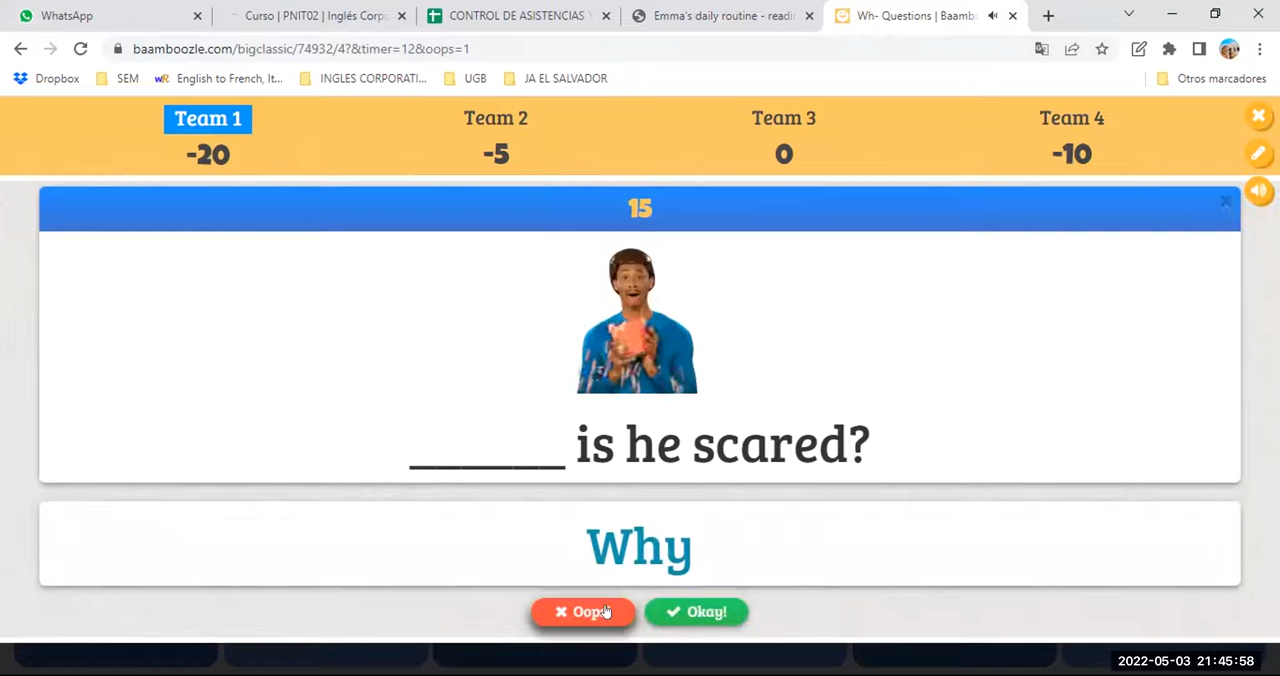 WhatsApp
Curso | PNIT02 | Inglés Corpo
CONTROL DE ASISTENCIAS Y
Emma's daily routine - readin
Wh- Questions | Baamb
baamboozle.com/bigclassic/74932/4?&timer=12&oops=1
Dropbox
SEM
English to French, It...
INGLES CORPORATI...
UGB
JA EL SALVADOR
Otros marcadores
Team 1
Team 2
Team 3
Team 4
-20
-5
0
-10
15
______ is he scared?
Why
Oops
Okay!
2022-05-03 21:45:58